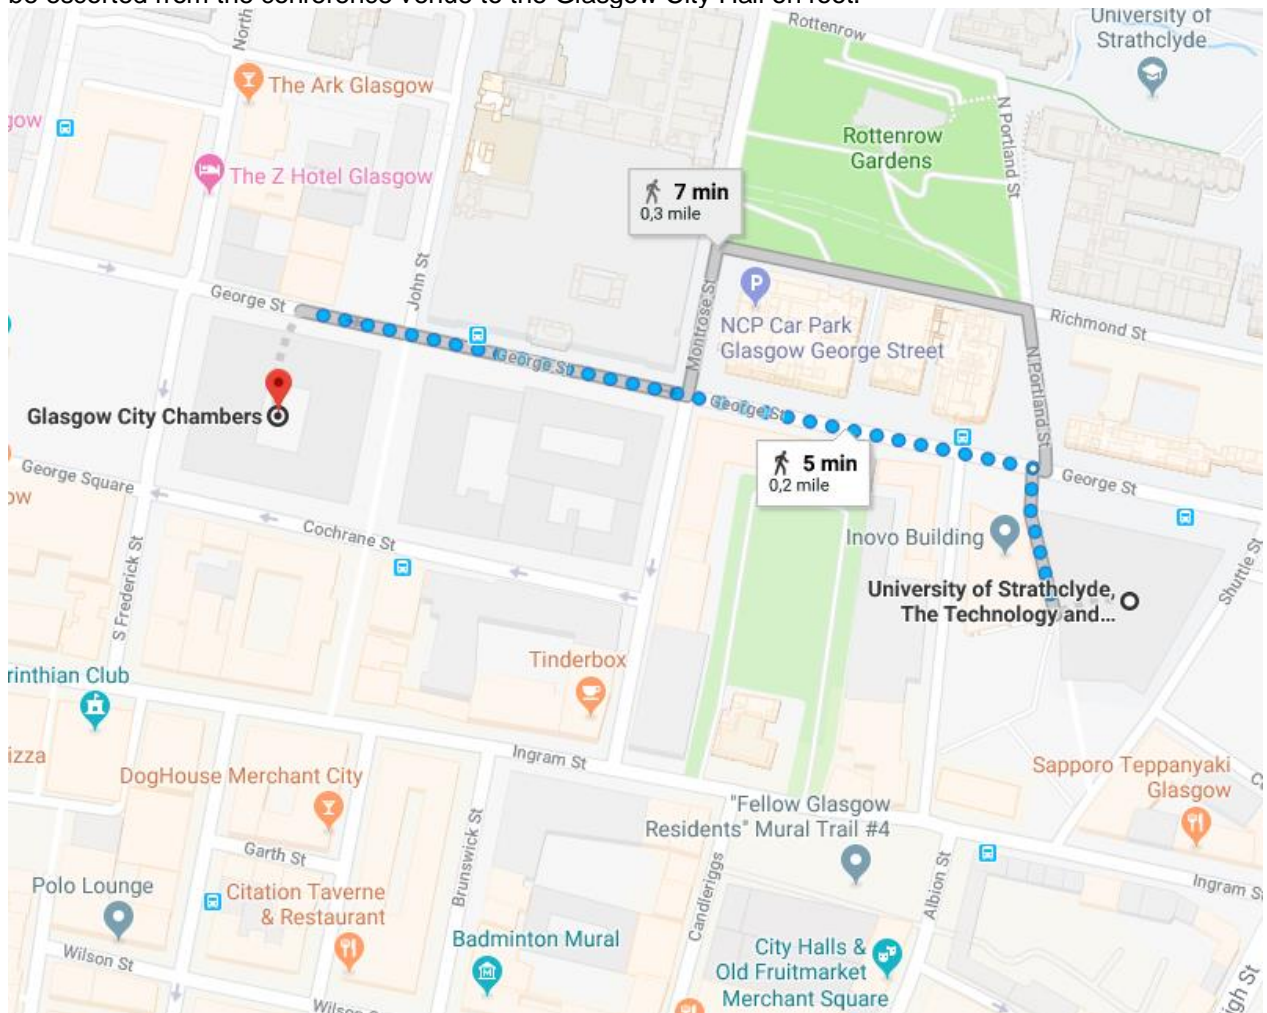 be escorted from the conference venue to the Glasgow City Hall on foot.
University of
Strathclyde
Rottenrow
North
The Ark Glasgow
gow
N Portland St
Rottenrow
Gardens
The Z Hotel Glasgow
7 min
0,3 mile
John St
George St
Montrose St
NCP Car Park
Glasgow George Street
Richmond St
George St
N Portland St
George St
Glasgow City Chambers
5 min
0,2 mile
George Square
George St
ow
Cochrane St
Inovo Building
Shuttle St
S Frederick St
University of Strathclyde,
The Technology and...
Tinderbox
rinthian Club
izza
Ingram St
DogHouse Merchant City
Sapporo Teppanyaki
Glasgow
"Fellow Glasgow
Residents" Mural Trail #4
Brunswick St
Garth St
Candleriggs
Albion St
Polo Lounge
Citation Taverne
& Restaurant
Ingram St
Badminton Mural
City Halls &
Old Fruitmarket
Merchant Square
Wilson St
Wilson
igh St